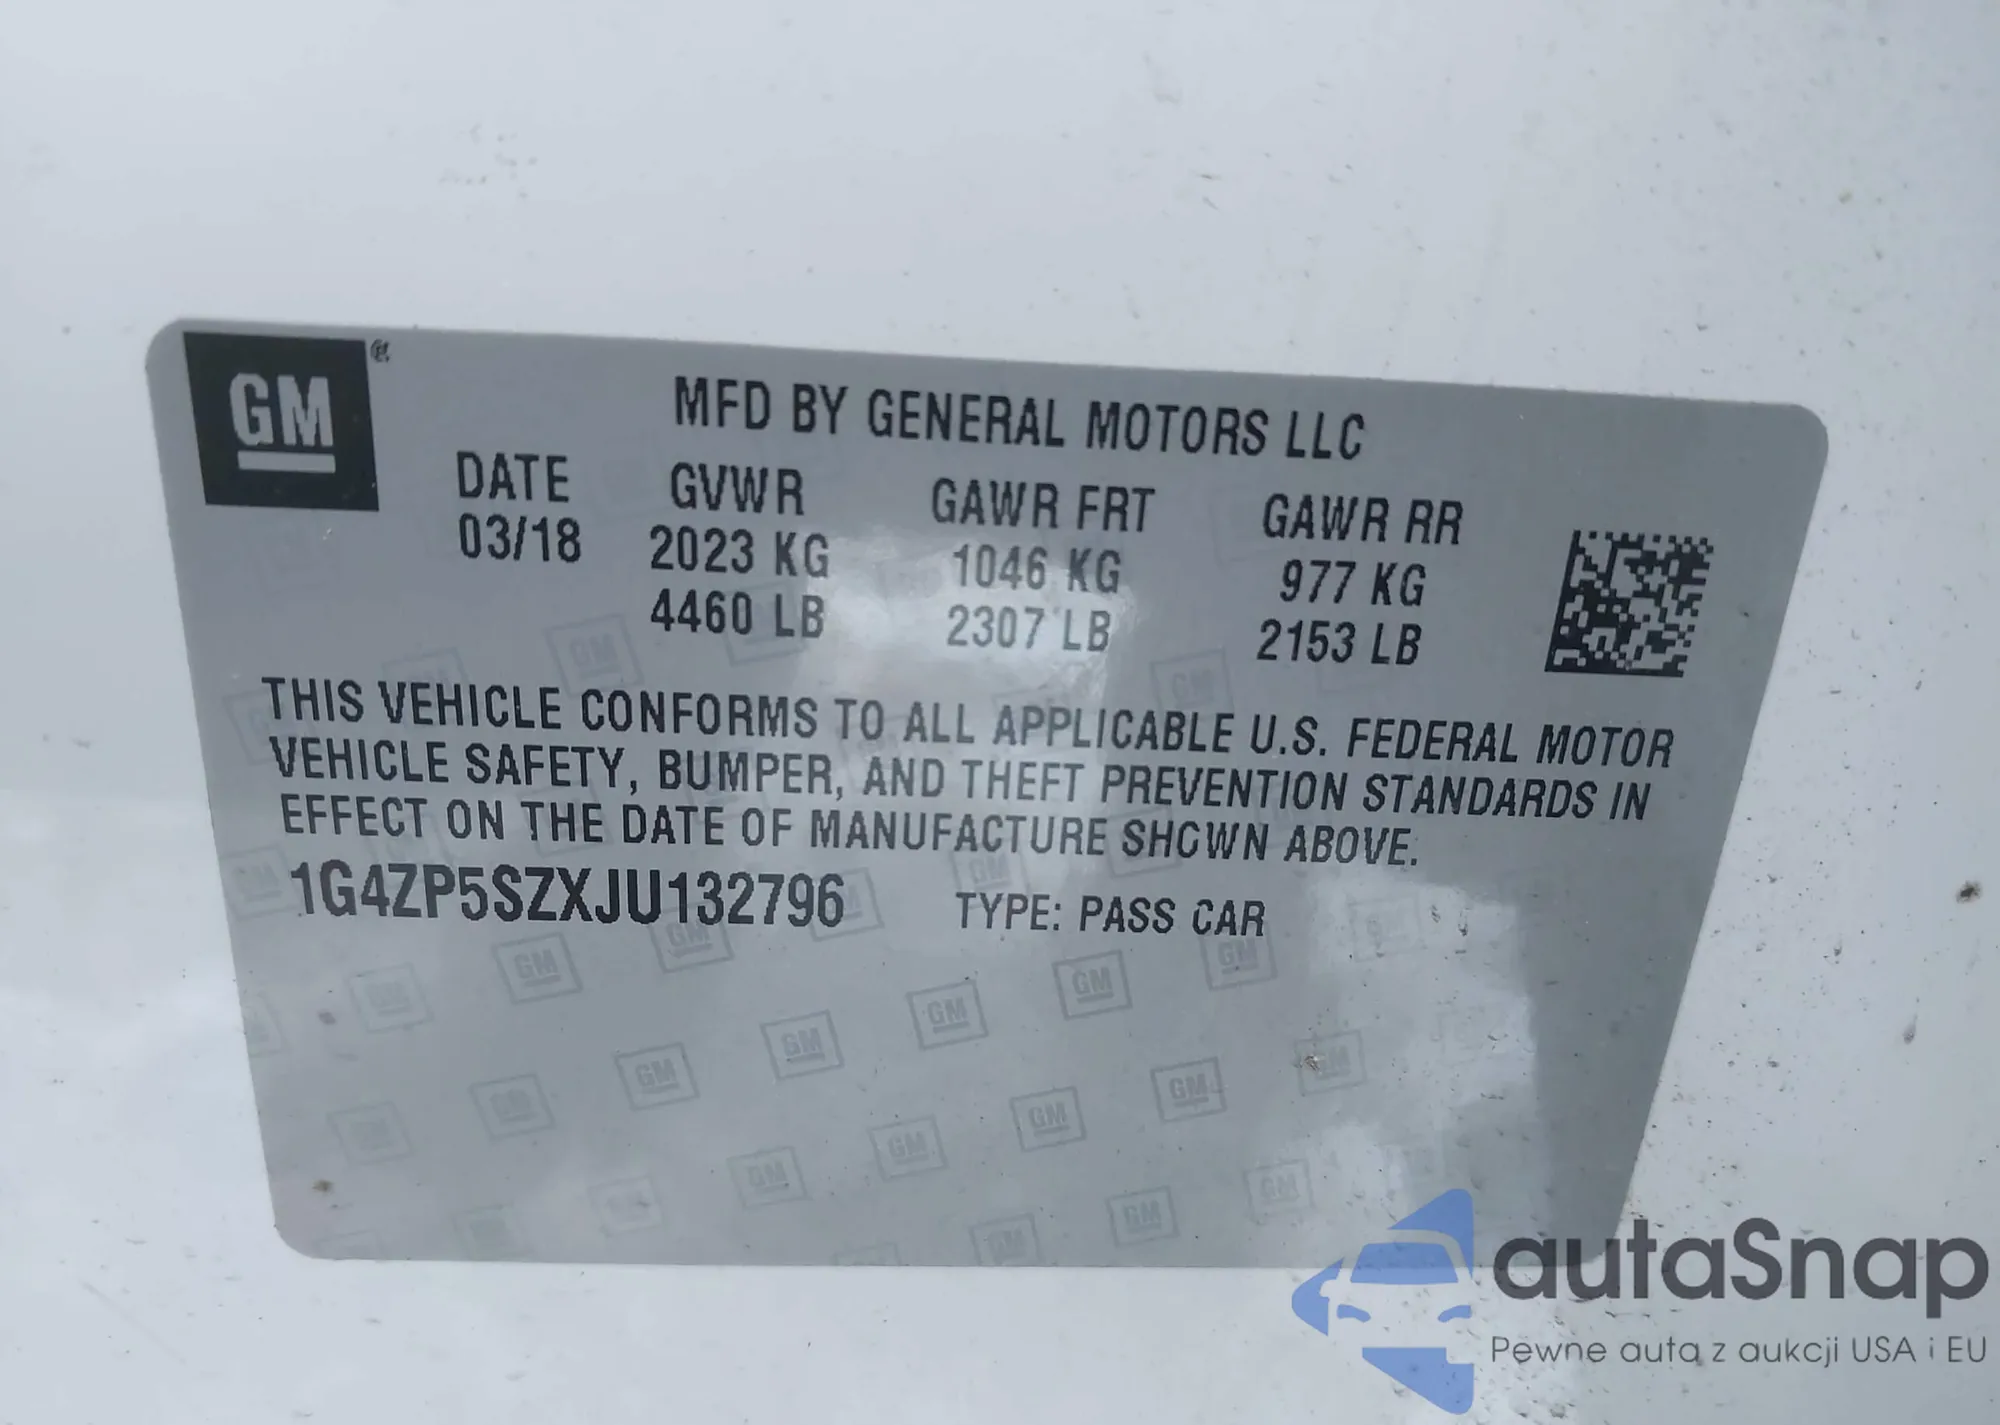 GM
MFD BY GENERAL MOTORS LLC
DATE GVWR GAWR FRT GAWR RR
03/18 2023 KG 1046 KG 977 KG
4460 LB 2307 LB 2153 LB
THIS VEHICLE CONFORMS TO ALL APPLICABLE U.S. FEDERAL MOTOR
VEHICLE SAFETY, BUMPER, AND THEFT PREVENTION STANDARDS IN
EFFECT ON THE DATE OF MANUFACTURE SHOWN ABOVE.
1G4ZP5SZXJU132796 TYPE: PASS CAR
autaSnap
Pewne auta z aukcji USA i EU